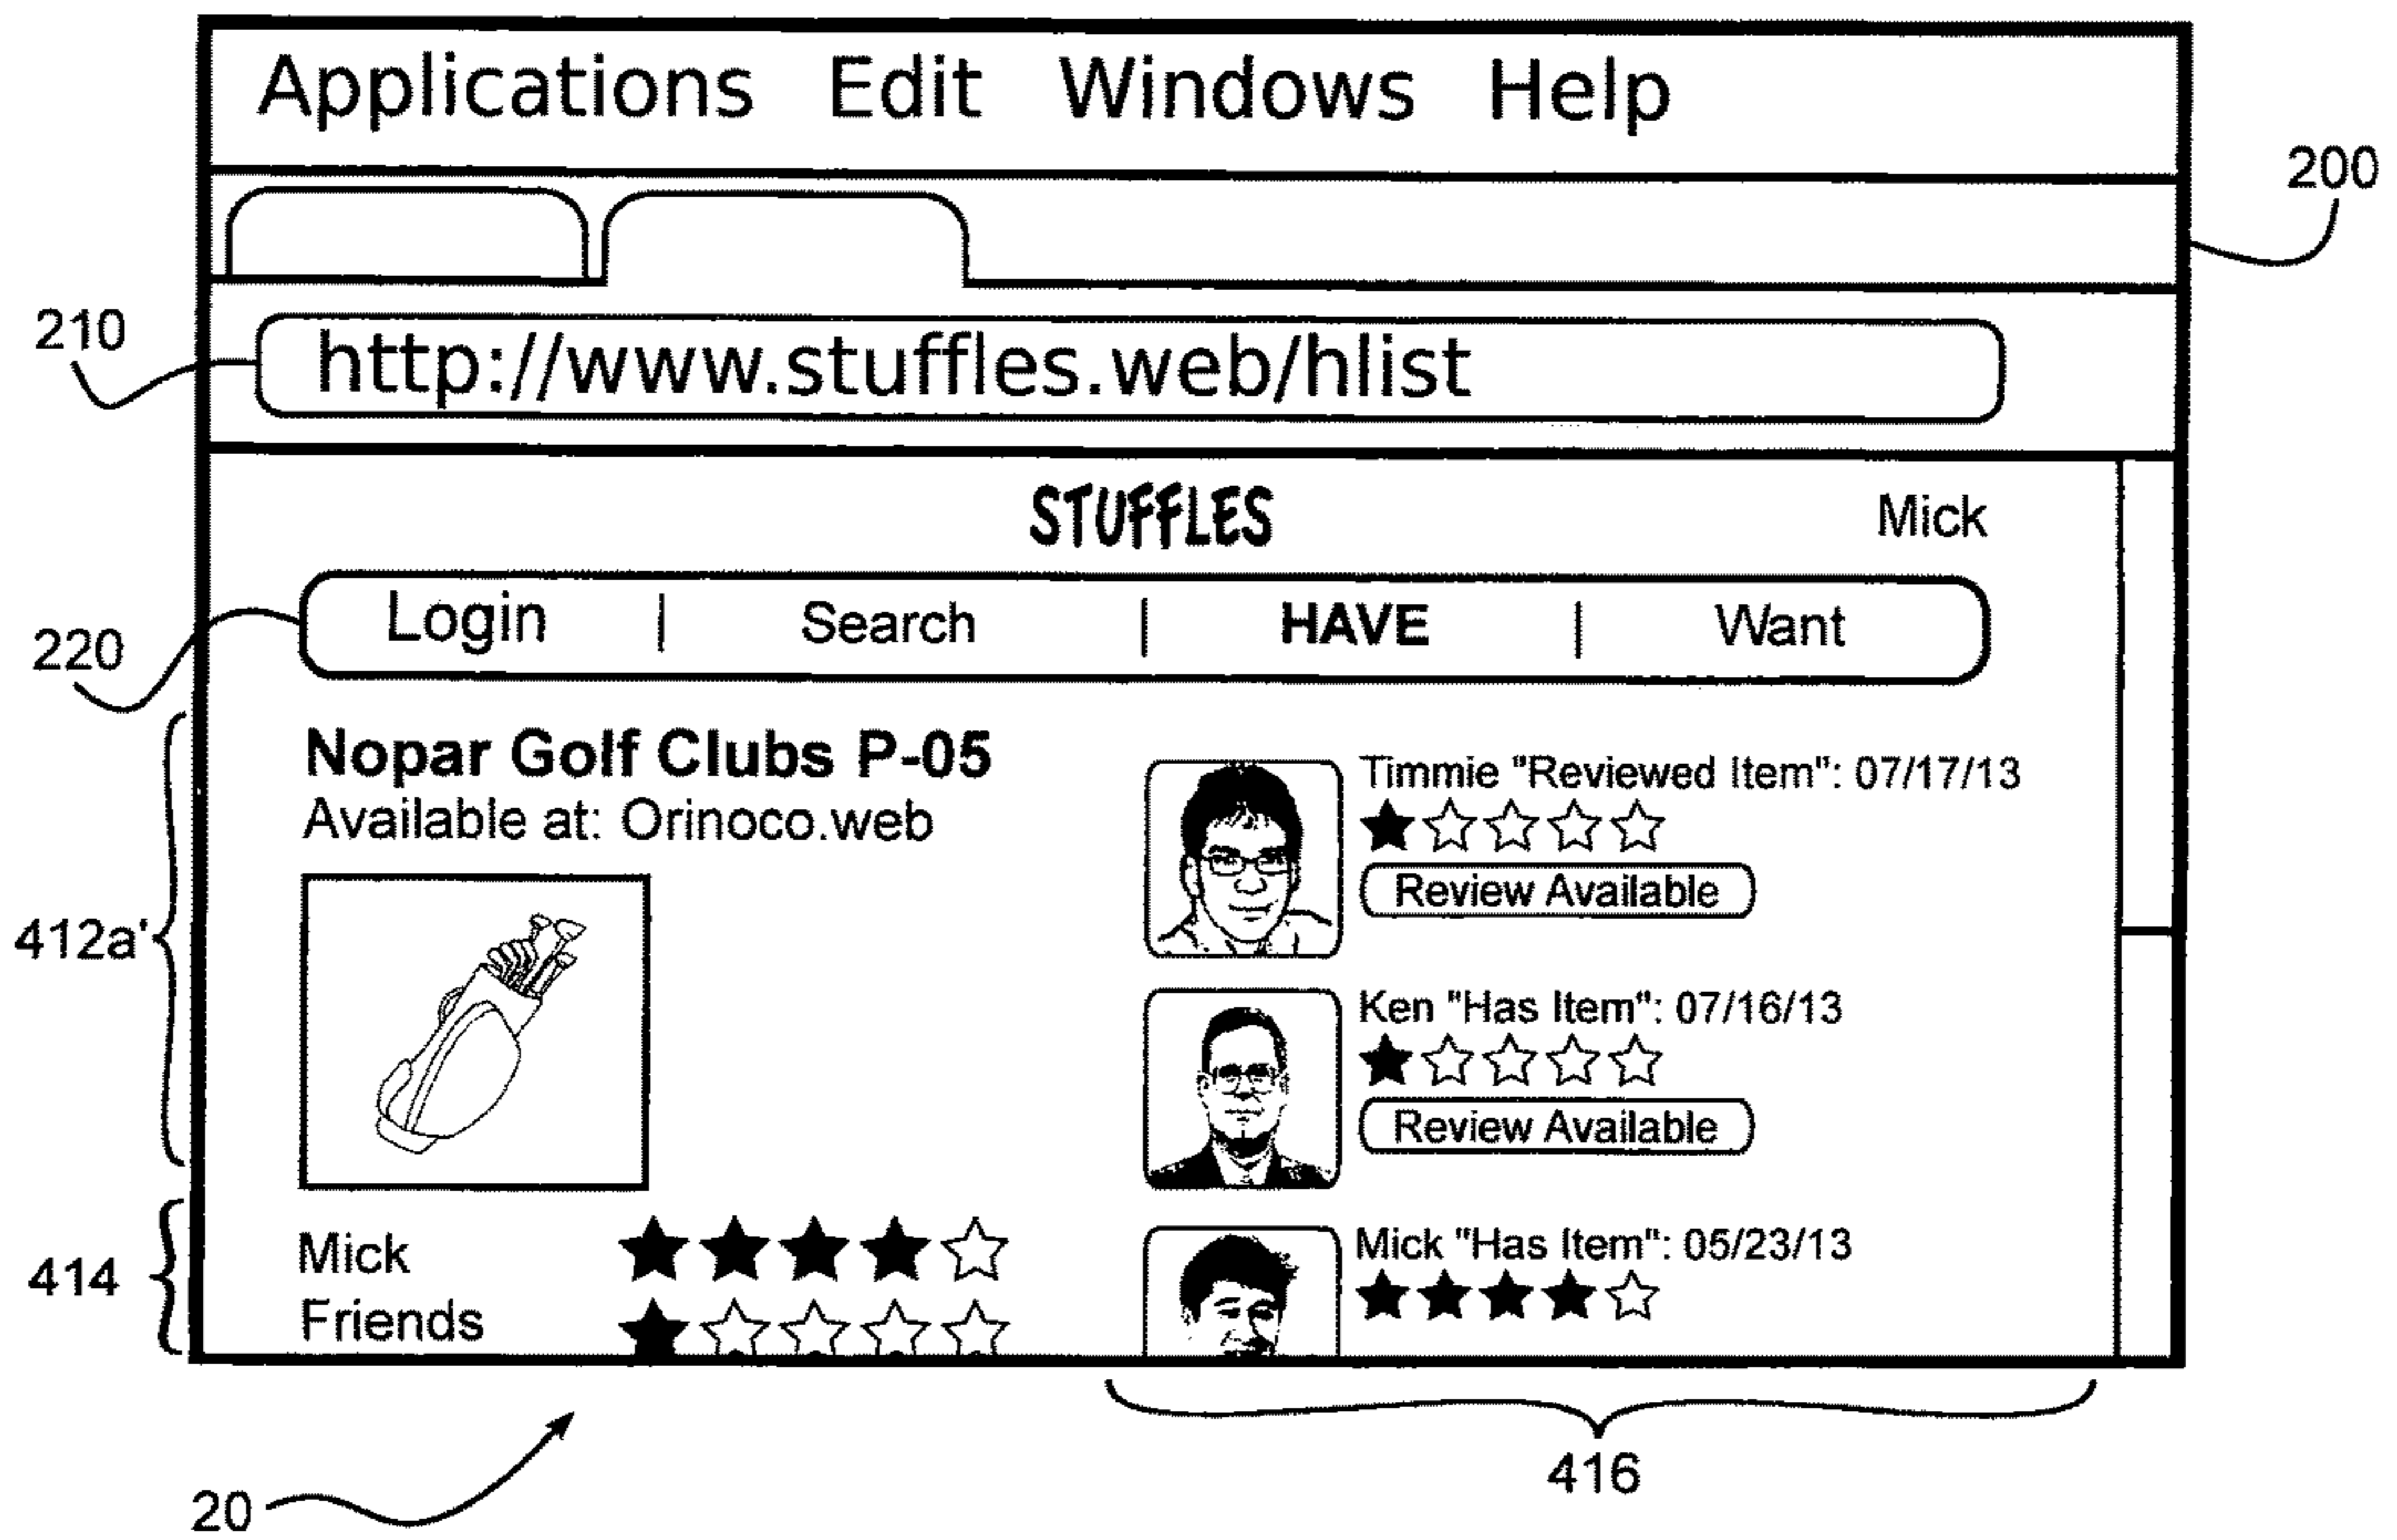 Applications Edit Windows Help
200
210
http://www.stuffles.web/hlist
STUFFLES
Mick
220
Login | Search | HAVE | Want
Nopar Golf Clubs P-05
Available at: Orinoco.web
412a'
Timmie "Reviewed Item": 07/17/13
Review Available
Ken "Has Item": 07/16/13
Review Available
414
Mick
Friends
Mick "Has Item": 05/23/13
20
416